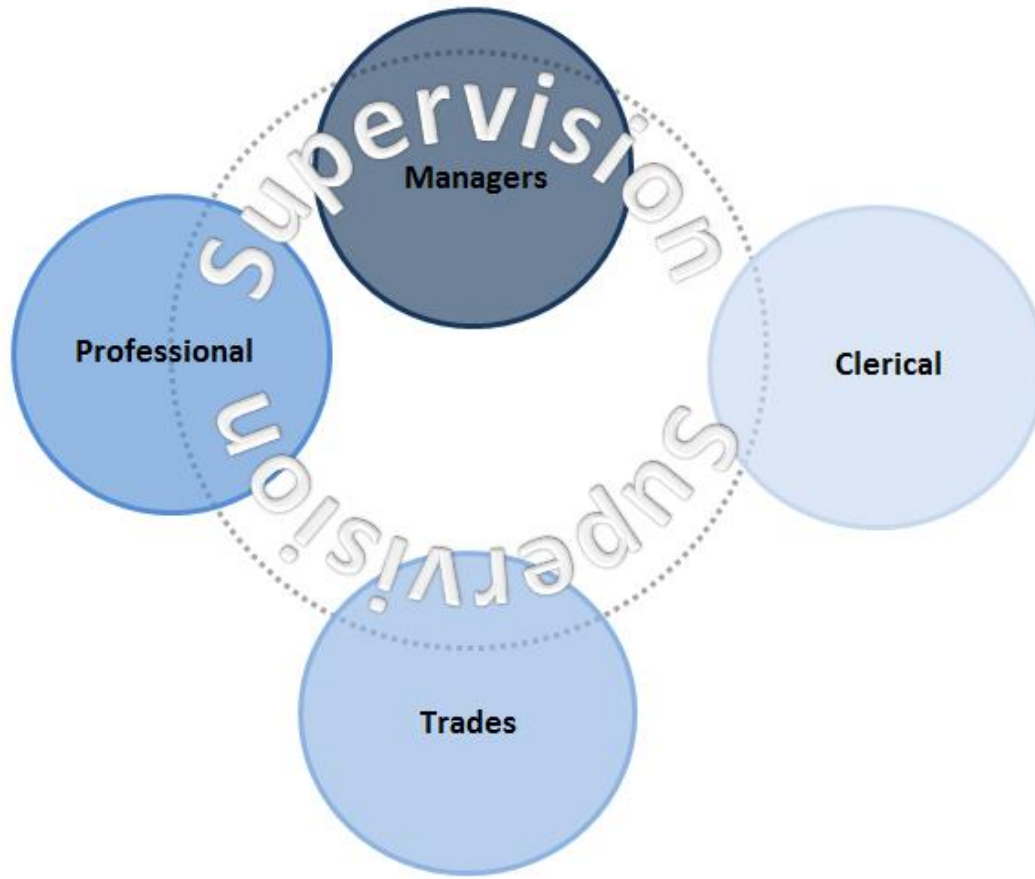 Supervision
Managers
Professional
Clerical
Supervision
Trades